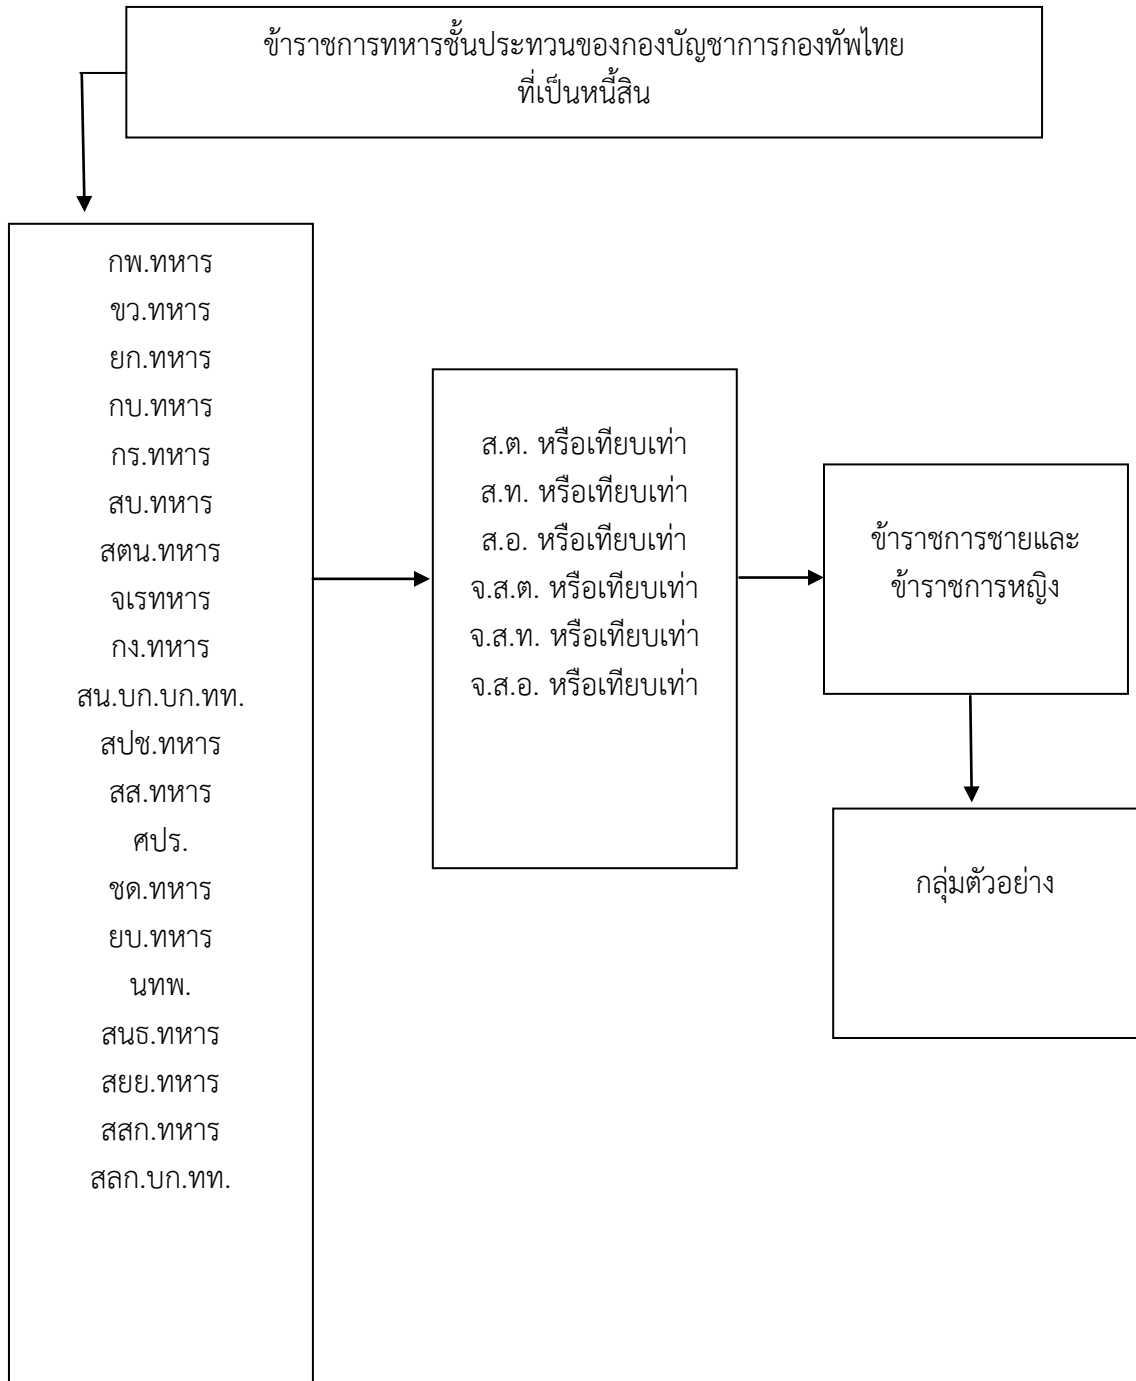 ข้าราชการทหารชั้นประทวนของกองบัญชาการกองทัพไทย
ที่เป็นหนี้สิน
กพ.ทหาร
ขว.ทหาร
ยก.ทหาร
กบ.ทหาร
กร.ทหาร
สบ.ทหาร
สตน.ทหาร
จเรทหาร
กง.ทหาร
สน.บก.บก.ทท.
สปช.ทหาร
สส.ทหาร
ศปร.
ชด.ทหาร
ยบ.ทหาร
นทพ.
สนธ.ทหาร
สยย.ทหาร
สสก.ทหาร
สลก.บก.ทท.
ส.ต. หรือเทียบเท่า
ส.ท. หรือเทียบเท่า
ส.อ. หรือเทียบเท่า
จ.ส.ต. หรือเทียบเท่า
จ.ส.ท. หรือเทียบเท่า
จ.ส.อ. หรือเทียบเท่า
ข้าราชการชายและ
ข้าราชการหญิง
กลุ่มตัวอย่าง